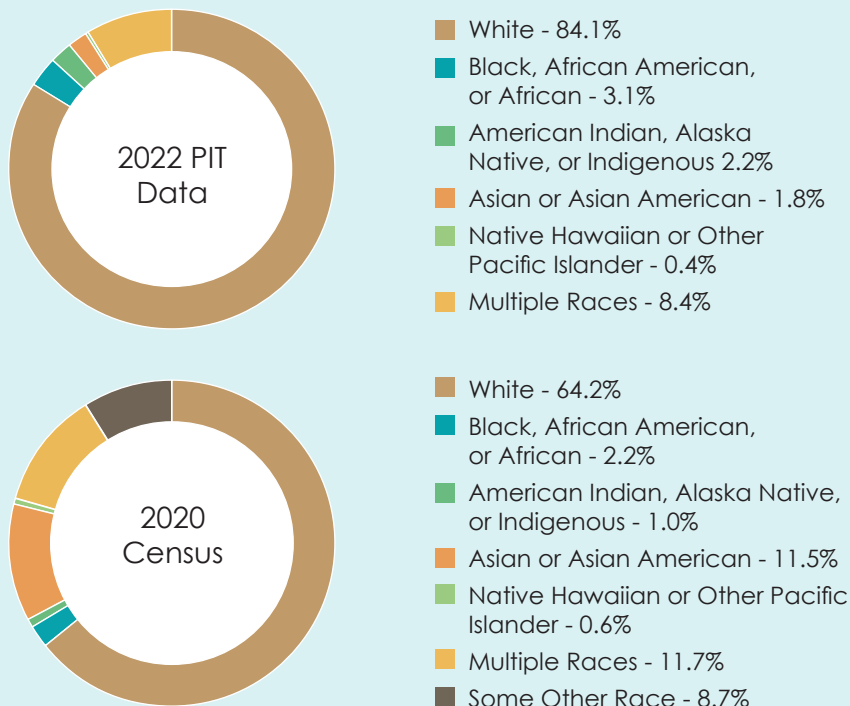 2022 PIT
Data
White - 84.1%
Black, African American,
or African - 3.1%
American Indian, Alaska
Native, or Indigenous 2.2%
Asian or Asian American - 1.8%
Native Hawaiian or Other
Pacific Islander - 0.4%
Multiple Races - 8.4%
2020
Census
White - 64.2%
Black, African American,
or African - 2.2%
American Indian, Alaska Native,
or Indigenous - 1.0%
Asian or Asian American - 11.5%
Native Hawaiian or Other Pacific
Islander - 0.6%
Multiple Races - 11.7%
Some Other Race - 8.7%